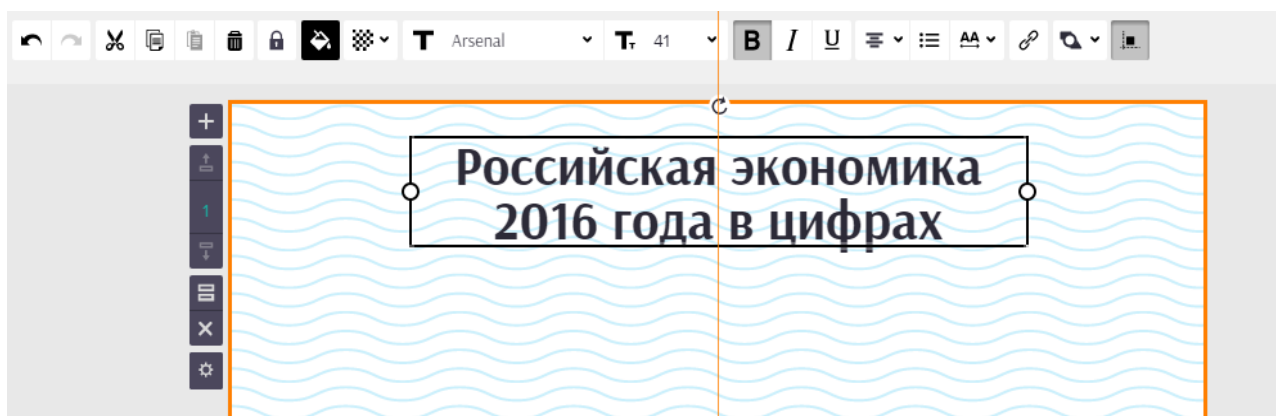 Arsenal
41
B I U
AA
1
Российская экономика
2016 года в цифрах